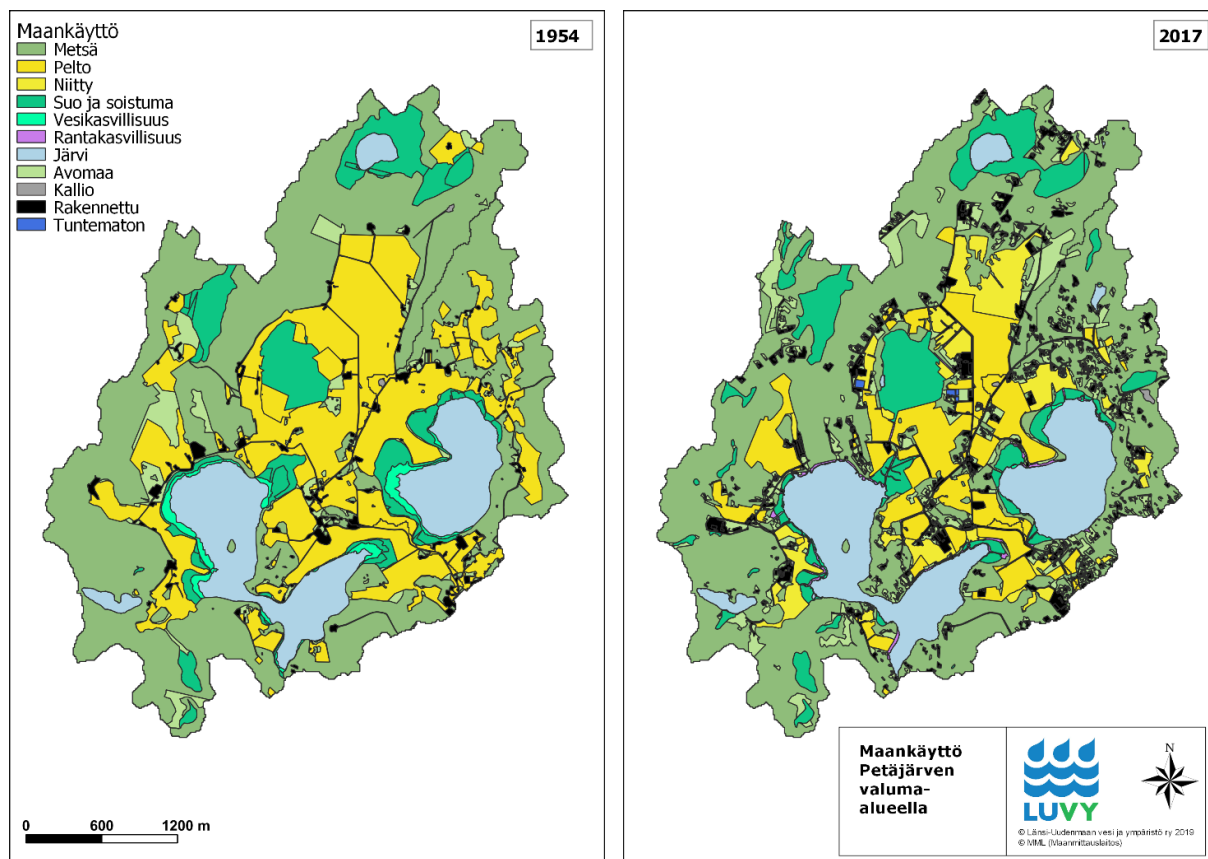 Maankäyttö
Metsä
Pelto
Niitty
Suo ja soistuma
Vesikasvillisuus
Rantakasvillisuus
Järvi
Avomaa
Kallio
Rakennettu
Tuntematon
1954
0 600 1200 m
2017
Maankäyttö
Petäjärven
valuma-
alueella
LUVY
N
© Länsi-Uudenmaan vesi ja ympäristö ry 2019
© MML (Maanmittauslaitos)